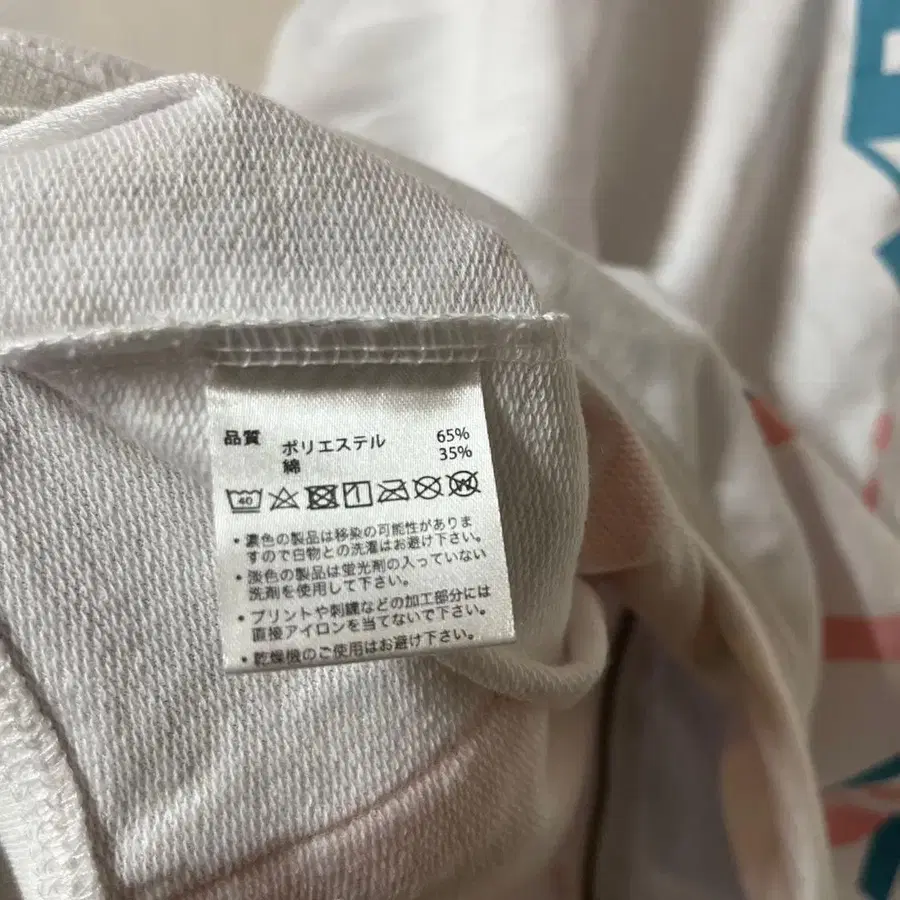 品質 ポリエステル 65%
綿 35%
40
・濃色の製品は移染の可能性がありま
すので白物との洗濯はお避け下さい。
・淡色の製品は蛍光剤の入っていない
洗剤を使用して下さい。
・プリントや刺繍などの加工部分には
直接アイロンを当てないで下さい。
・乾燥機のご使用はお避け下さい。